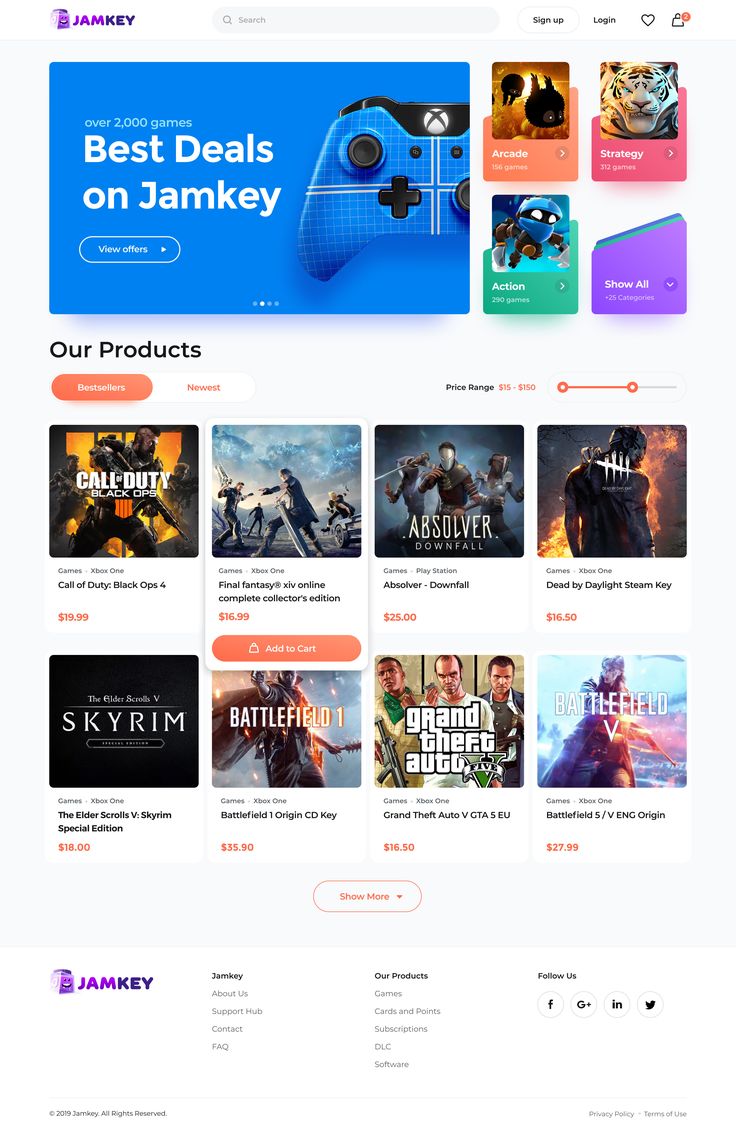 JAMKEY
Search
Sign up
Login
2
over 2,000 games
Best Deals
on Jamkey
View offers
Arcade
156 games
Strategy
312 games
Action
290 games
Show All
+25 Categories
Our Products
Bestsellers
Newest
Price Range $15 - $150
CALL OF DUTY
BLACK OPS
IIII
Games - Xbox One
Call of Duty: Black Ops 4
$19.99
Games - Xbox One
Final fantasy® xiv online
complete collector's edition
$16.99
Add to Cart
ABSOLVER
DOWNFALL
Games - Play Station
Absolver - Downfall
$25.00
DEAD BY DAYLIGHT
Games - Xbox One
Dead by Daylight Steam Key
$16.50
The Elder Scrolls V
SKYRIM
SPECIAL EDITION
Games - Xbox One
The Elder Scrolls V: Skyrim
Special Edition
$18.00
BATTLEFIELD 1
Games - Xbox One
Battlefield 1 Origin CD Key
$35.90
grand
theft
auto V
FIVE
Games - Xbox One
Grand Theft Auto V GTA 5 EU
$16.50
BATTLEFIELD
V
Games - Xbox One
Battlefield 5 / V ENG Origin
$27.99
Show More
JAMKEY
Jamkey
About Us
Support Hub
Contact
FAQ
Our Products
Games
Cards and Points
Subscriptions
DLC
Software
Follow Us
f
G+
in
© 2019 Jamkey. All Rights Reserved.
Privacy Policy - Terms of Use